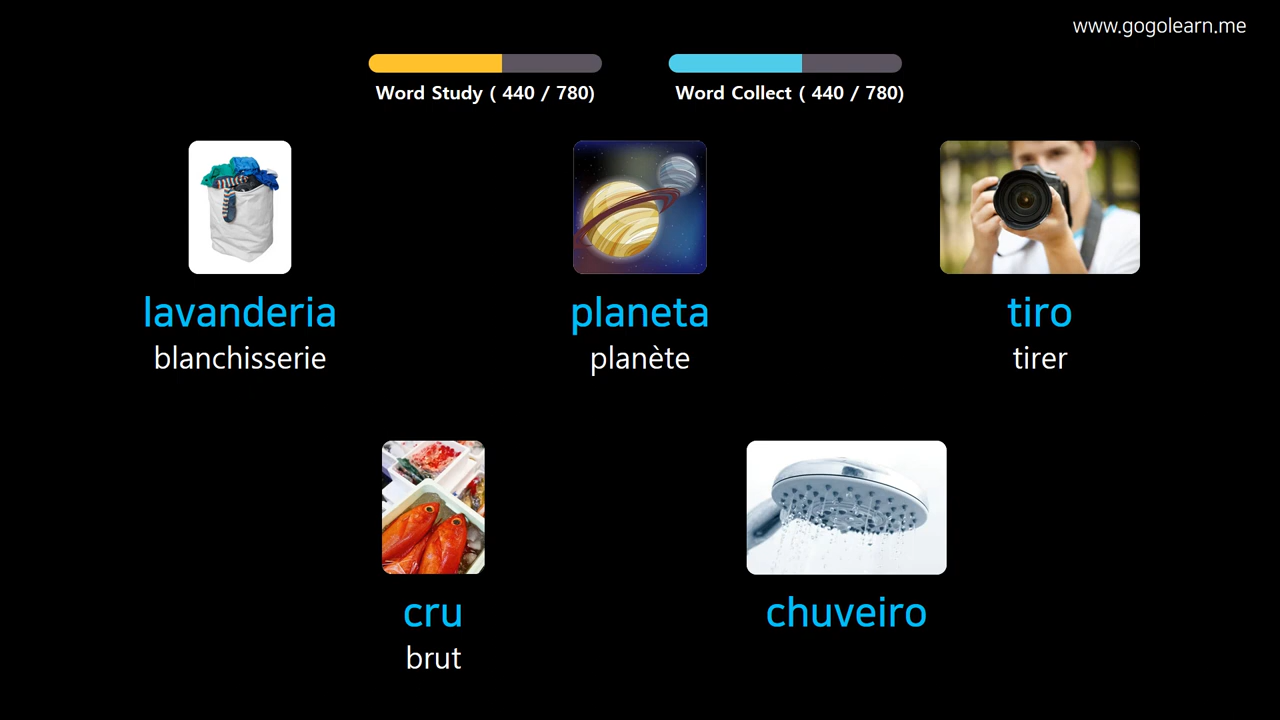 www.gogolearn.me
Word Study ( 440 / 780)
Word Collect ( 440 / 780)
lavanderia
blanchisserie
planeta
planète
tiro
tirer
cru
brut
chuveiro